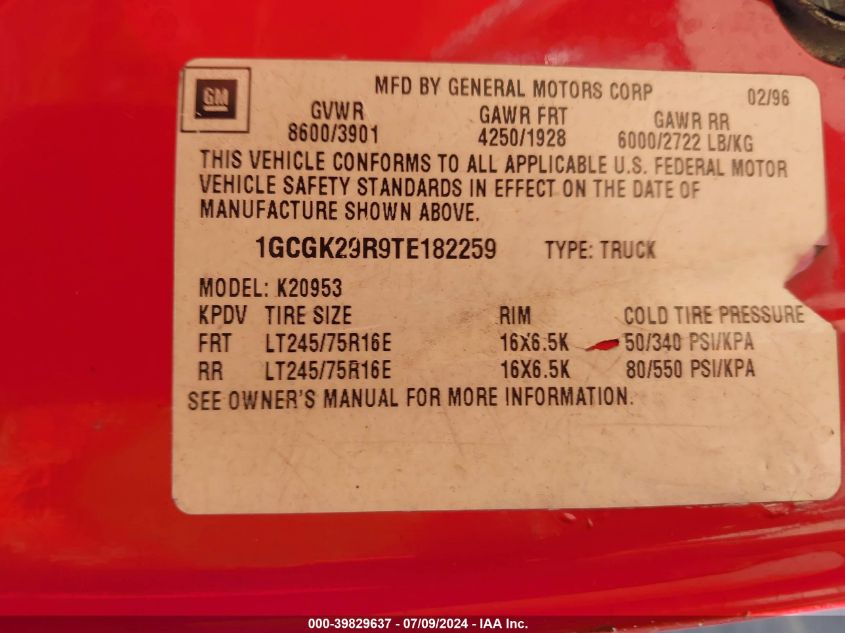 MFD BY GENERAL MOTORS CORP 02/96
GM
GVWR GAWR FRT GAWR RR
8600/3901 4250/1928 6000/2722 LB/KG
THIS VEHICLE CONFORMS TO ALL APPLICABLE U.S. FEDERAL MOTOR
VEHICLE SAFETY STANDARDS IN EFFECT ON THE DATE OF
MANUFACTURE SHOWN ABOVE.
1GCGK29R9TE182259 TYPE: TRUCK
MODEL: K20953
KPDV TIRE SIZE RIM COLD TIRE PRESSURE
FRT LT245/75R16E 16X6.5K 50/340 PSI/KPA
RR LT245/75R16E 16X6.5K 80/550 PSI/KPA
SEE OWNER'S MANUAL FOR MORE INFORMATION.
000-39829637 - 07/09/2024 - IAA Inc.